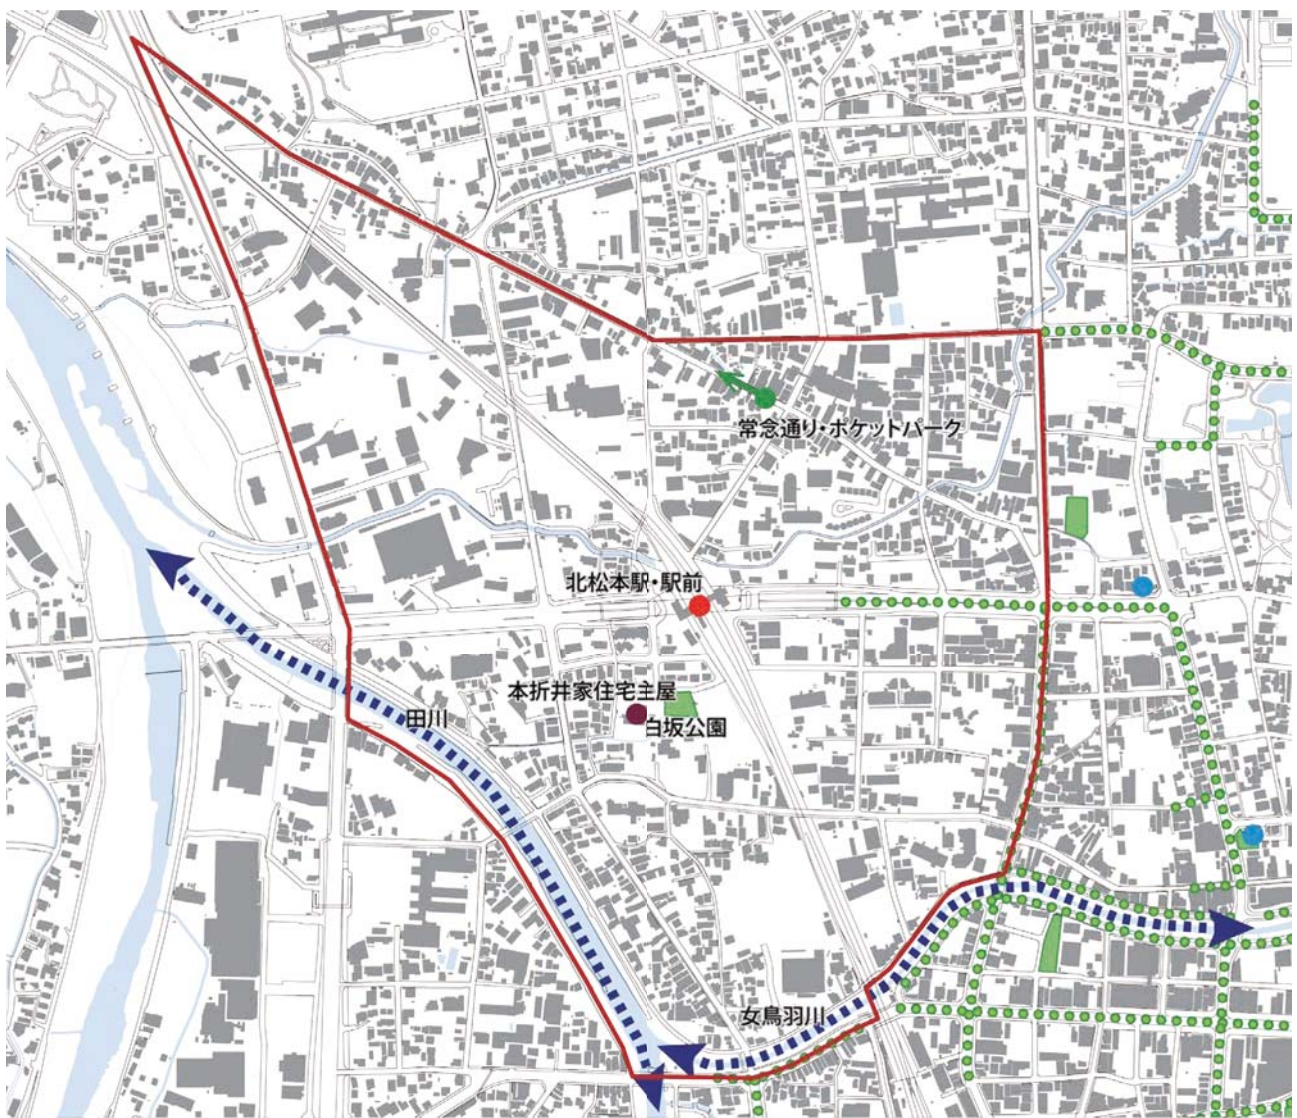 常念通り・ポケットパーク
北松本駅・駅前
本折井家住宅主屋
白坂公園
田川
女鳥羽川